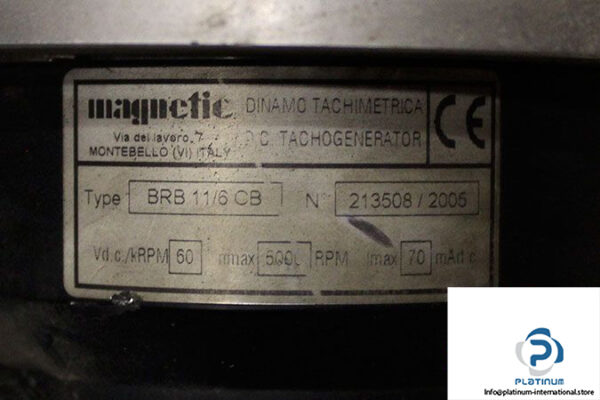 magnetic DINAMO TACHIMETRICA
Via del lavoro, 7 D.C. TACHOGENERATOR
MONTEBELLO (VI) ITALY
CE
Type BRB 11/6 CB N° 213508 / 2005
Vd.c./kRPM 60 nmax RPM Imax 70 mAd.c.
P
PLATINUM
Info@platinum-international.store